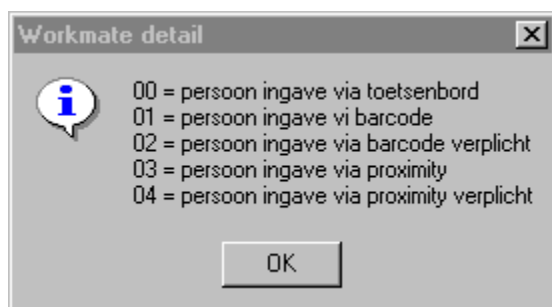 Workmate detail
00 = persoon ingave via toetsenbord
01 = persoon ingave vi barcode
02 = persoon ingave via barcode verplicht
03 = persoon ingave via proximity
04 = persoon ingave via proximity verplicht
OK